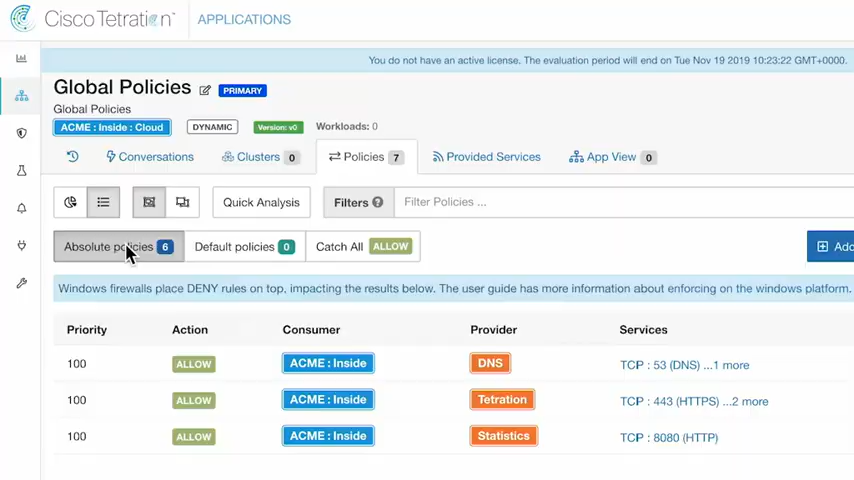 Cisco Tetration™ APPLICATIONS
You do not have an active license. The evaluation period will end on Tue Nov 19 2019 10:23:22 GMT+0000.
Global Policies PRIMARY
Global Policies
ACME : Inside : Cloud DYNAMIC Version: v0 Workloads: 0
Conversations Clusters 0 Policies 7 Provided Services App View 0
Quick Analysis Filters Filter Policies ...
Absolute policies 6 Default policies 0 Catch All ALLOW Add
Windows firewalls place DENY rules on top, impacting the results below. The user guide has more information about enforcing on the windows platform.
Priority Action Consumer Provider Services
100 ALLOW ACME : Inside DNS TCP : 53 (DNS) ...1 more
100 ALLOW ACME : Inside Tetration TCP : 443 (HTTPS) ...2 more
100 ALLOW ACME : Inside Statistics TCP : 8080 (HTTP)